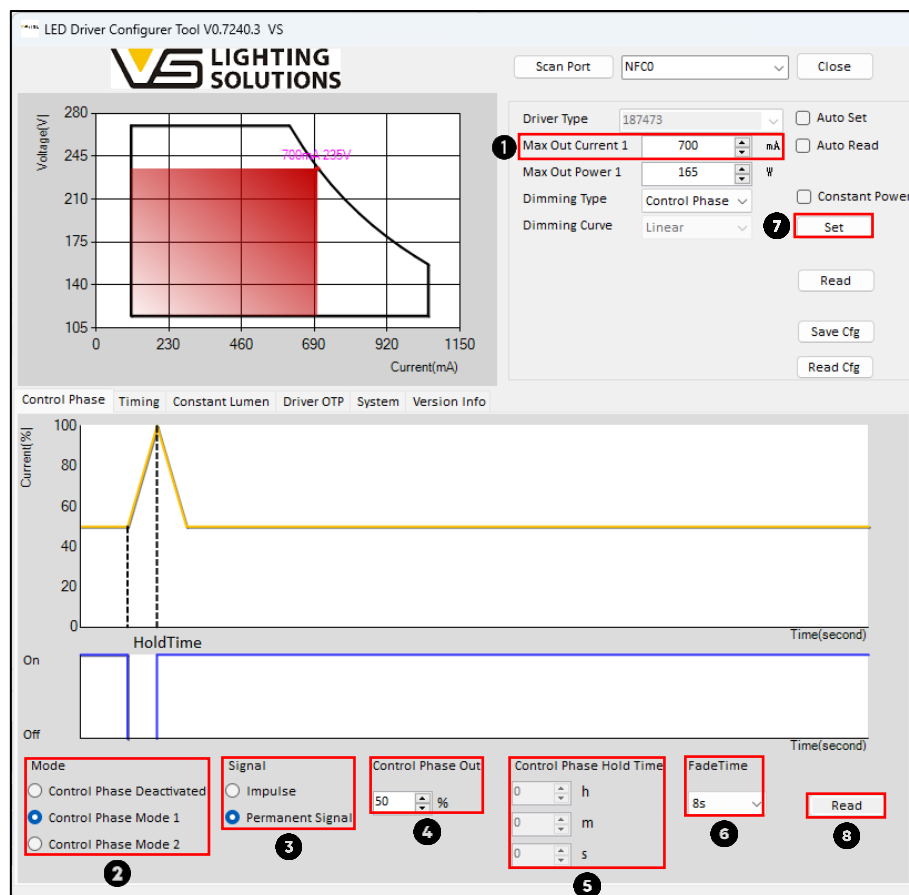 LED Driver Configurer Tool V0.7240.3 VS
VS LIGHTING
SOLUTIONS
Scan Port NFC0 Close
Driver Type 187473 Auto Set
1 Max Out Current 1 700 mA Auto Read
Max Out Power 1 165 W
Dimming Type Control Phase Constant Power
Dimming Curve Linear 7 Set
Read
Save Cfg
Read Cfg
Voltage(V)
280
245
210
175
140
105
700mA 235V
0 230 460 690 920 1150
Current(mA)
Control Phase Timing Constant Lumen Driver OTP System Version Info
Current(%)
100
80
60
40
20
0
Time(second)
HoldTime
On
Off
Time(second)
Mode
Control Phase Deactivated
Control Phase Mode 1
Control Phase Mode 2
2
Signal
Impulse
Permanent Signal
3
Control Phase Out
50 %
4
Control Phase Hold Time
0 h
0 m
0 s
5
FadeTime
8s
6
Read
8